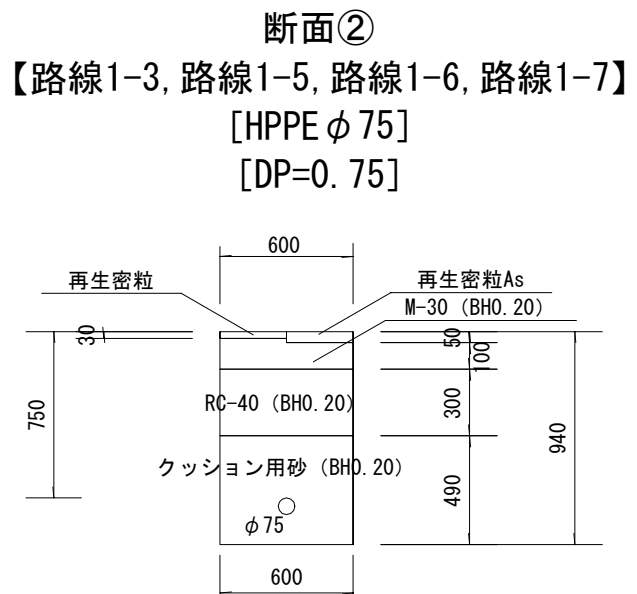 断面②
【路線1-3,路線1-5,路線1-6,路線1-7】
[HPPEφ75]
[DP=0.75]
600
再生密粒
再生密粒As
M-30 (BH0.20)
30
50
100
RC-40 (BH0.20)
300
750
940
クッション用砂 (BH0.20)
490
φ75
600